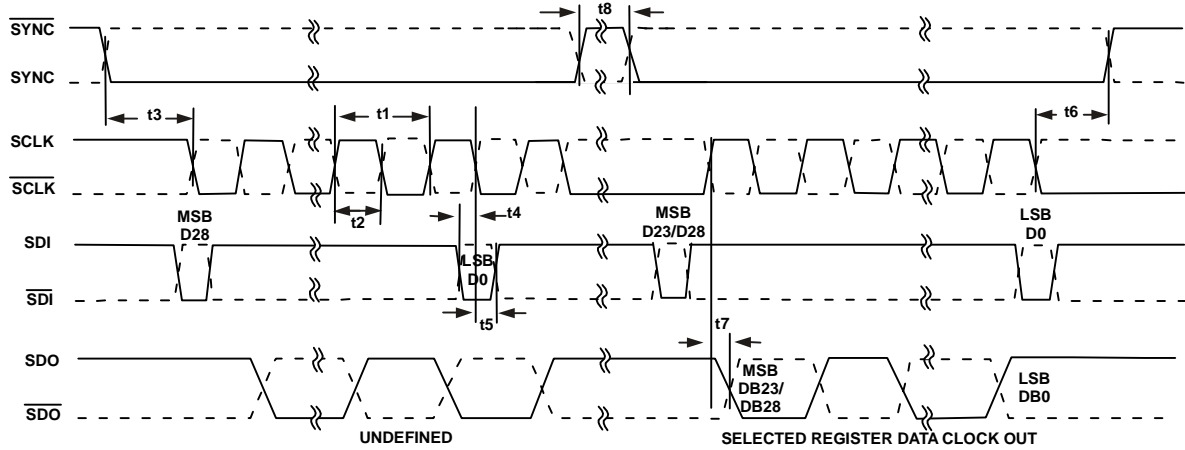 SYNC
t8
SYNC
t3
t1
t6
SCLK
SCLK
t2
t4
MSB
D28
MSB
D23/D28
LSB
D0
SDI
LSB
D0
SDI
t5
t7
SDO
MSB
DB23/
DB28
LSB
DB0
SDO
UNDEFINED
SELECTED REGISTER DATA CLOCK OUT